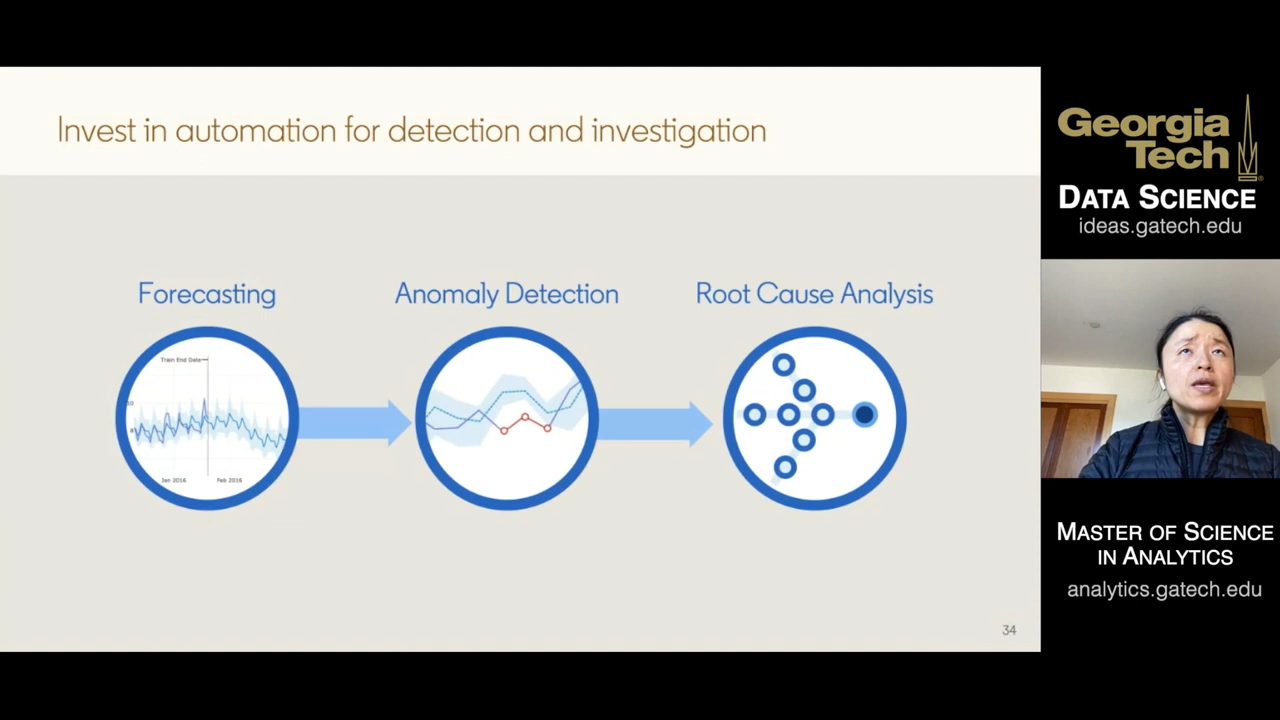 Invest in automation for detection and investigation
Forecasting
Anomaly Detection
Root Cause Analysis
Train End Date
Jan 2016
Feb 2016
34
Georgia
Tech
DATA SCIENCE
ideas.gatech.edu
MASTER OF SCIENCE
IN ANALYTICS
analytics.gatech.edu